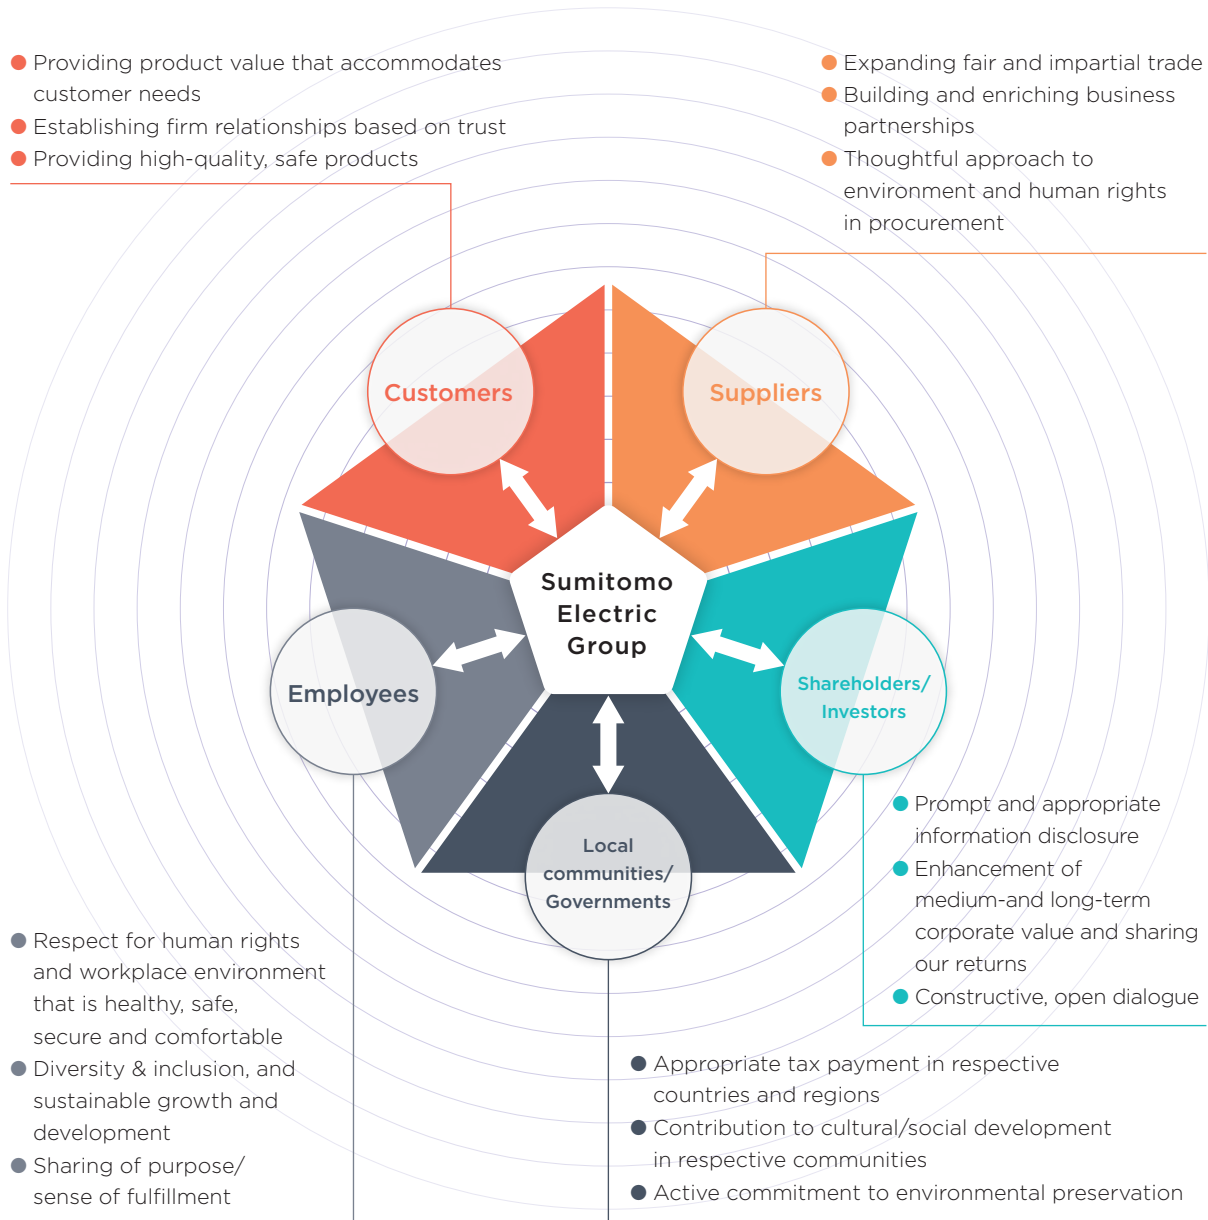 ● Providing product value that accommodates
customer needs
● Establishing firm relationships based on trust
● Providing high-quality, safe products
● Expanding fair and impartial trade
● Building and enriching business
partnerships
● Thoughtful approach to
environment and human rights
in procurement
Customers
Suppliers
Sumitomo
Electric
Group
Employees
Shareholders/
Investors
Local
communities/
Governments
● Prompt and appropriate
information disclosure
● Enhancement of
medium-and long-term
corporate value and sharing
our returns
● Constructive, open dialogue
● Respect for human rights
and workplace environment
that is healthy, safe,
secure and comfortable
● Diversity & inclusion, and
sustainable growth and
development
● Sharing of purpose/
sense of fulfillment
● Appropriate tax payment in respective
countries and regions
● Contribution to cultural/social development
in respective communities
● Active commitment to environmental preservation